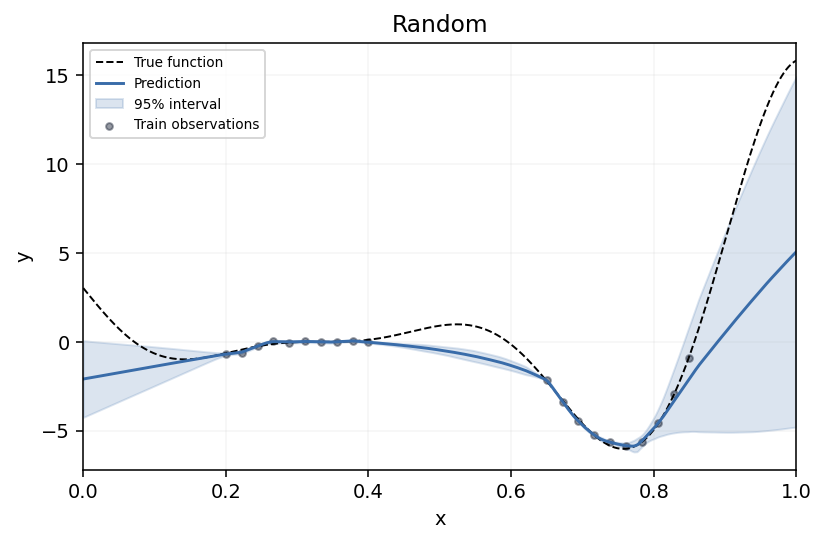 Random
True function
Prediction
95% interval
Train observations
15
10
5
0
−5
y
0.0 0.2 0.4 0.6 0.8 1.0
x